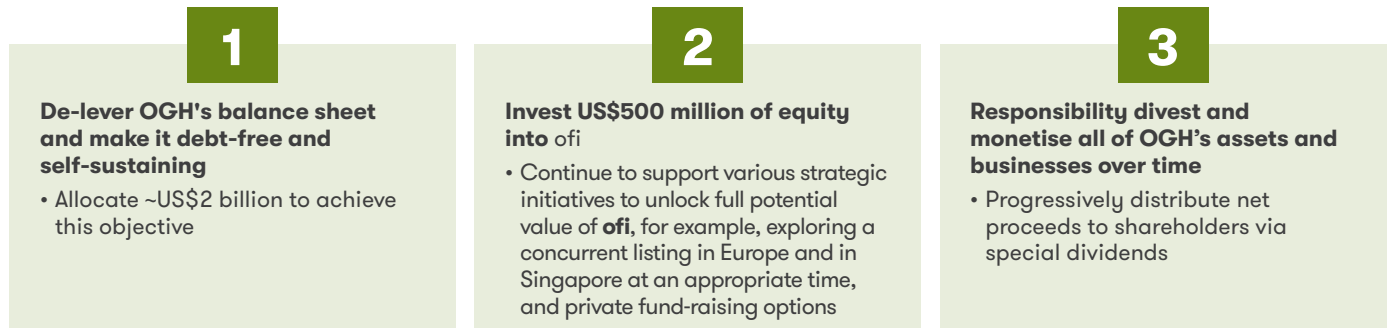 1
De-lever OGH's balance sheet
and make it debt-free and
self-sustaining
• Allocate ~US$2 billion to achieve
this objective
2
Invest US$500 million of equity
into ofi
• Continue to support various strategic
initiatives to unlock full potential
value of ofi, for example, exploring a
concurrent listing in Europe and in
Singapore at an appropriate time,
and private fund-raising options
3
Responsibility divest and
monetise all of OGH’s assets and
businesses over time
• Progressively distribute net
proceeds to shareholders via
special dividends